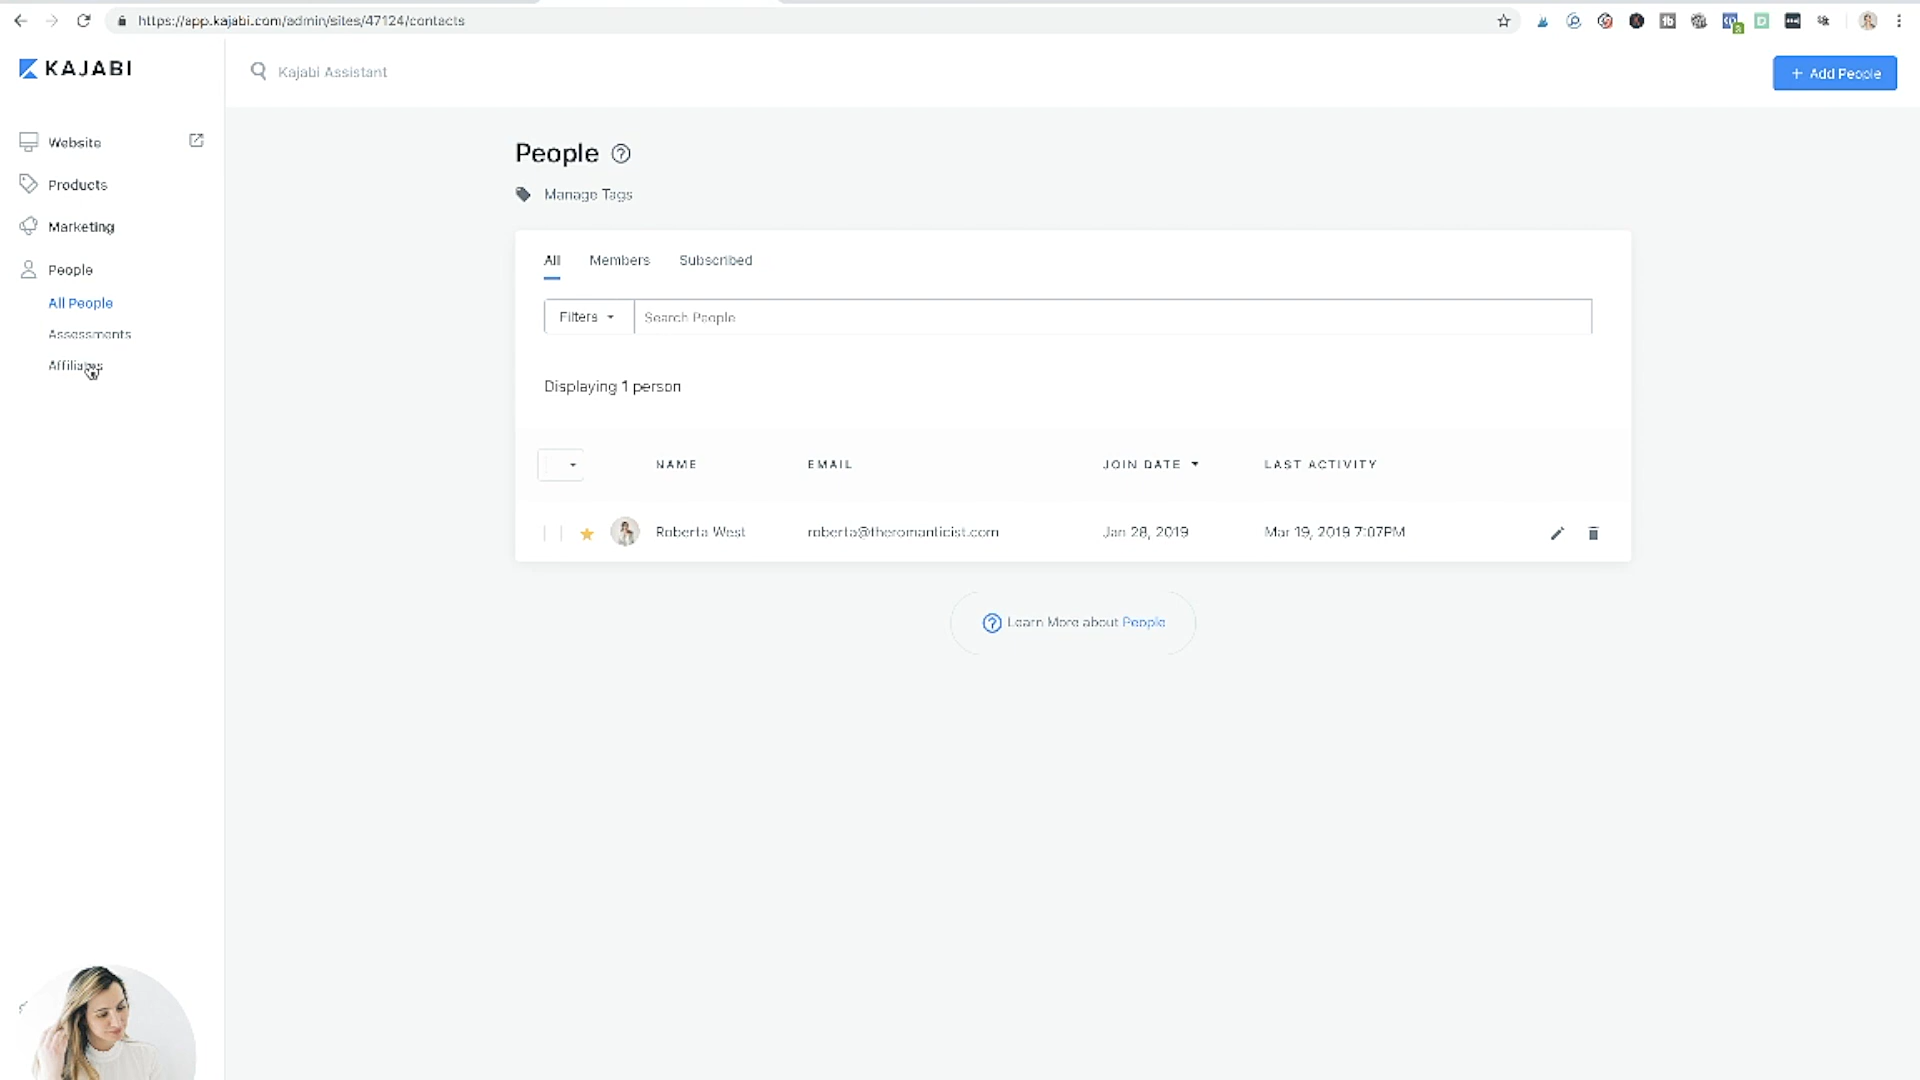 https://app.kajabi.com/admin/sites/47124/contacts
KAJABI
Kajabi Assistant
+ Add People
Website
Products
Marketing
People
All People
Assessments
Affiliates
People
Manage Tags
All Members Subscribed
Filters Search People
Displaying 1 person
NAME EMAIL JOIN DATE LAST ACTIVITY
Roberta West roberta@theromanticist.com Jan 28, 2019 Mar 19, 2019 7:07PM
Learn More about People